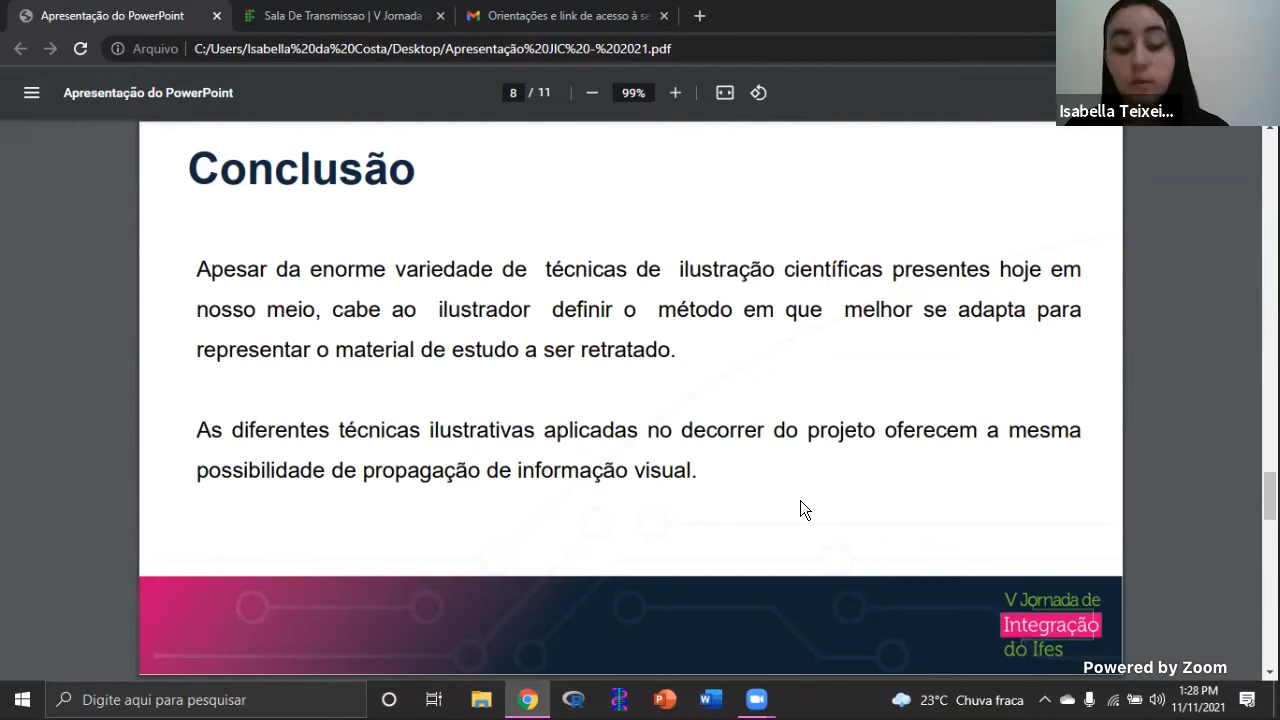 Apresentação do PowerPoint
Sala De Transmissao | V Jornada
Orientações e link de acesso à se
Arquivo
C:/Users/Isabella%20da%20Costa/Desktop/Apresentação%20JIC%20-%202021.pdf
Apresentação do PowerPoint
8 / 11
99%
Isabella Teixei...
Conclusão
Apesar da enorme variedade de técnicas de ilustração científicas presentes hoje em
nosso meio, cabe ao ilustrador definir o método em que melhor se adapta para
representar o material de estudo a ser retratado.
As diferentes técnicas ilustrativas aplicadas no decorrer do projeto oferecem a mesma
possibilidade de propagação de informação visual.
V Jornada de
Integração
do Ifes
Powered by Zoom
Digite aqui para pesquisar
23°C Chuva fraca
1:28 PM
11/11/2021